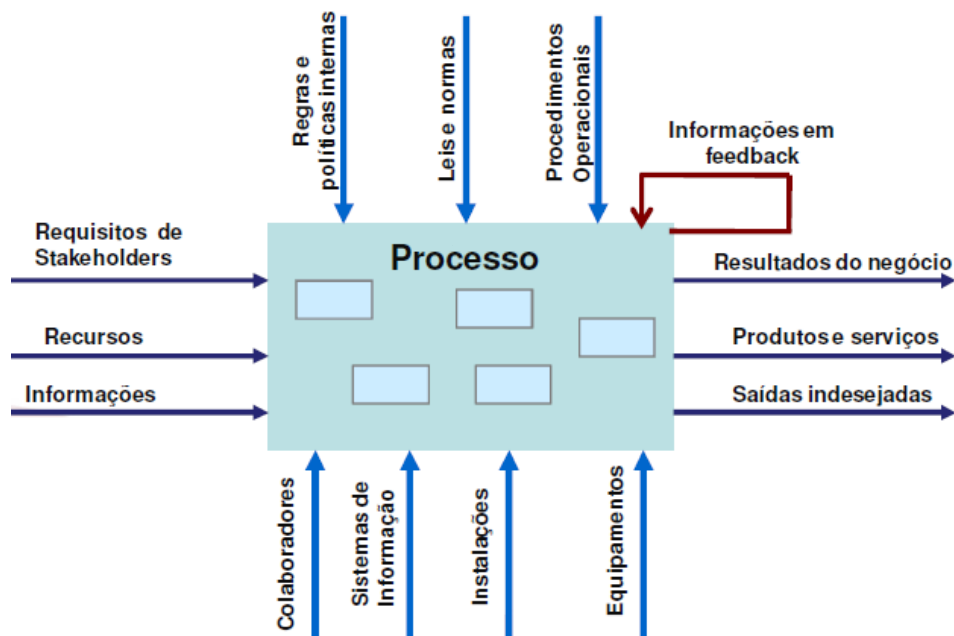 Regras e
políticas internas
Leis e normas
Procedimentos
Operacionais
Informações em
feedback
Requisitos de
Stakeholders
Processo
Resultados do negócio
Recursos
Produtos e serviços
Informações
Saídas indesejadas
Colaboradores
Sistemas de
Informação
Instalações
Equipamentos